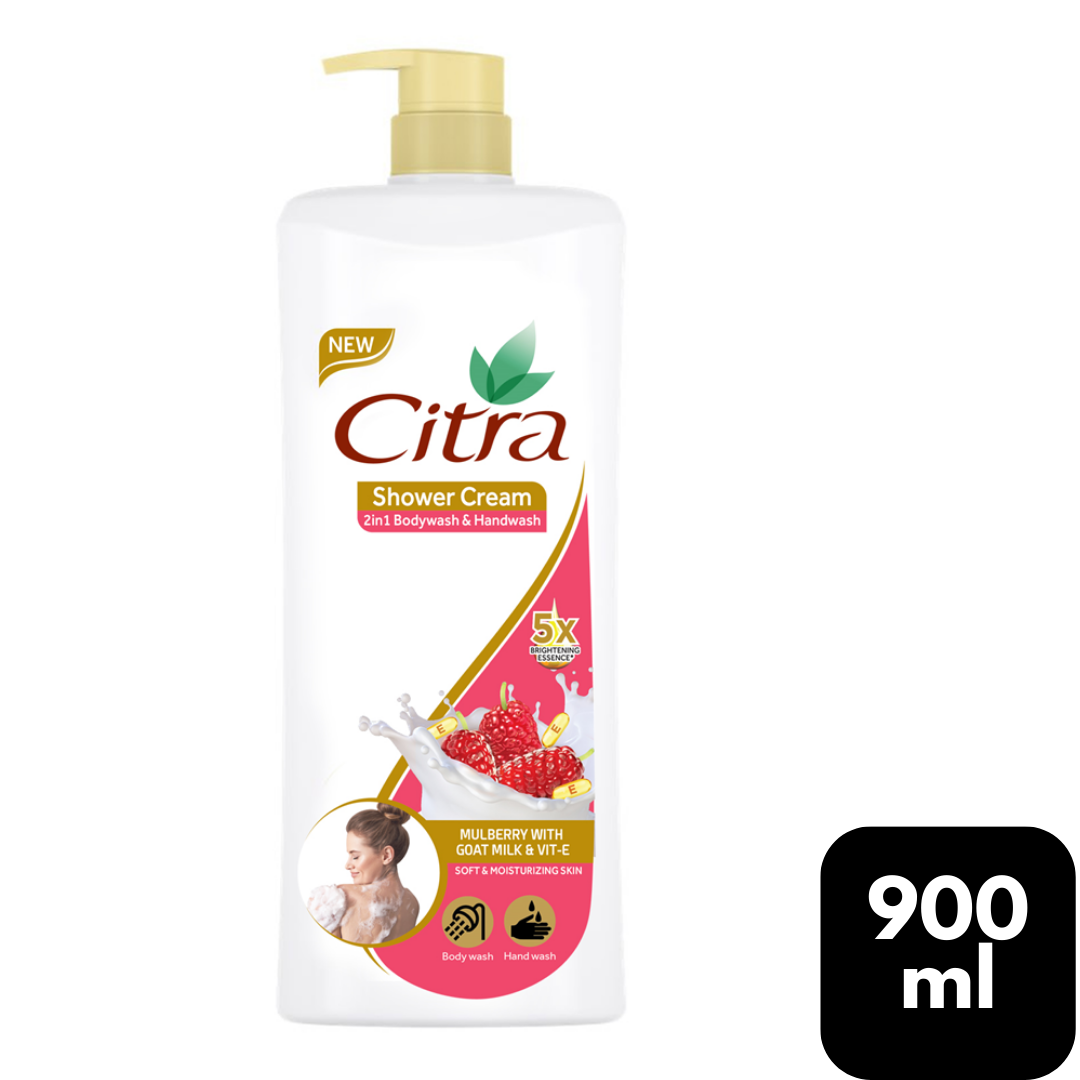 NEW
Citra
Shower Cream
2in1 Bodywash & Handwash
5X
BRIGHTENING
ESSENCE*
E
E
E
MULBERRY WITH
GOAT MILK & VIT-E
SOFT & MOISTURIZING SKIN
Body wash Hand wash
900
ml